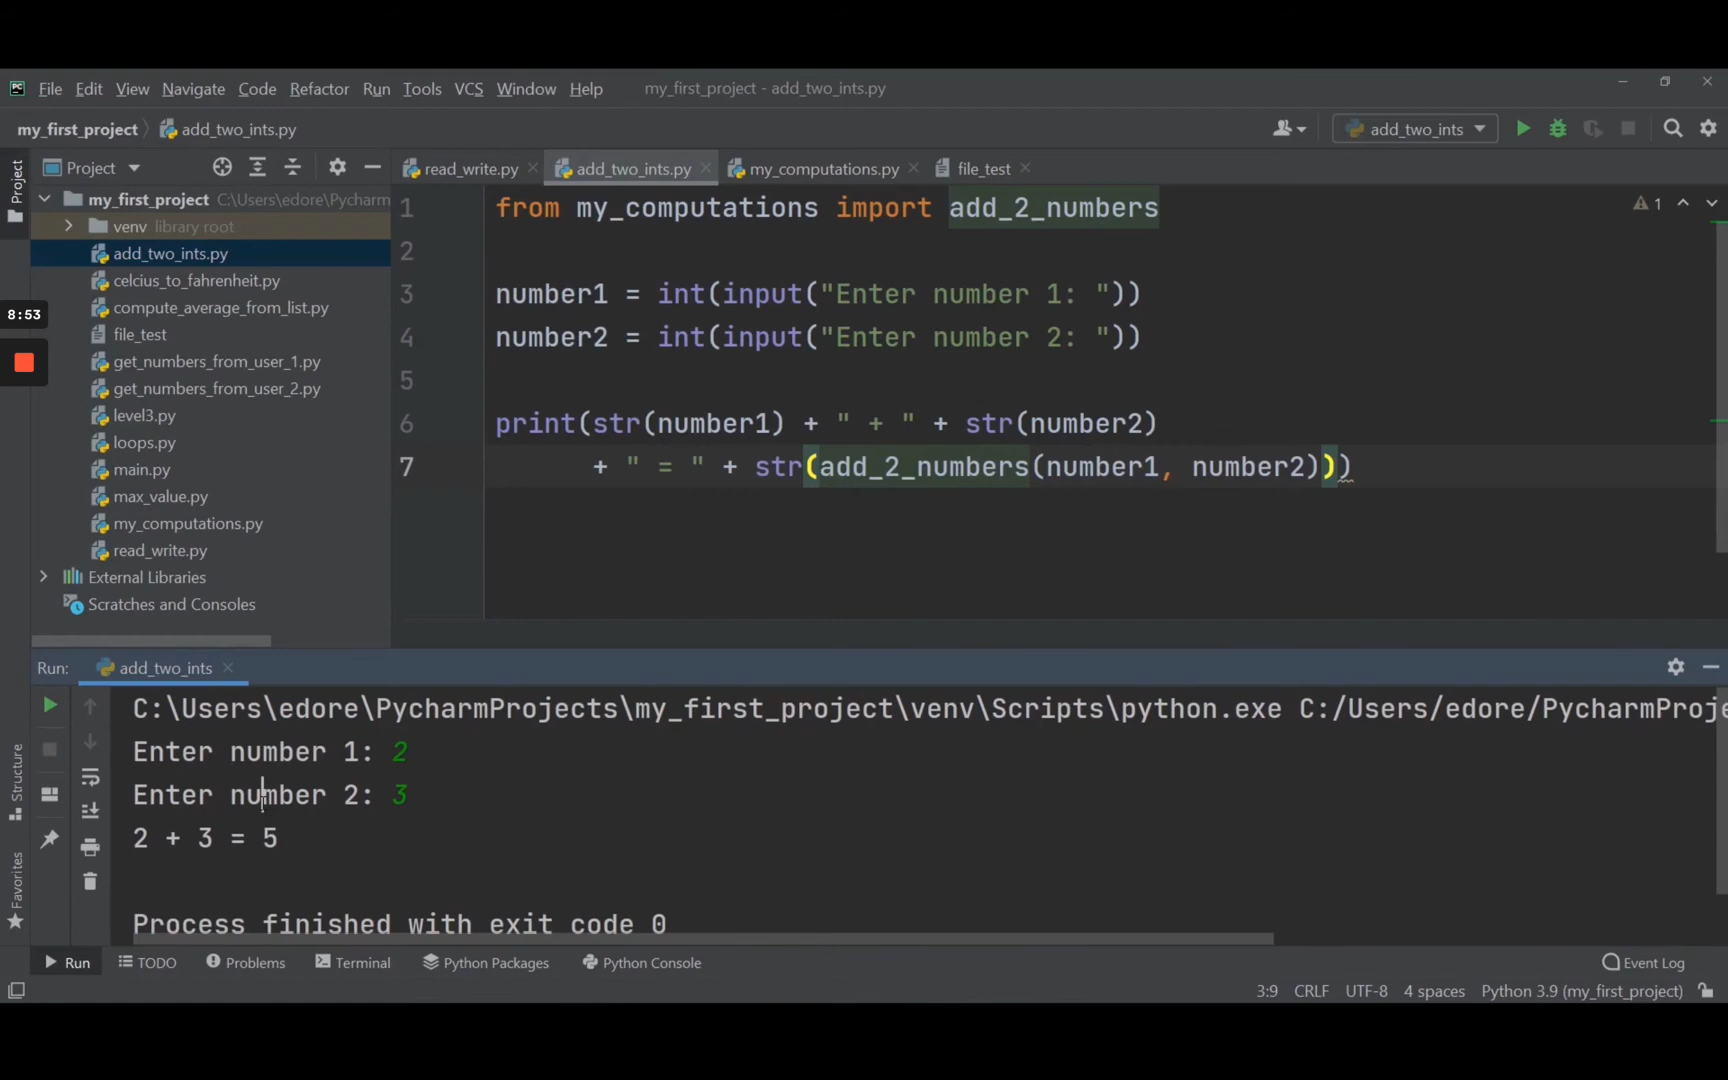 PC File Edit View Navigate Code Refactor Run Tools VCS Window Help my_first_project - add_two_ints.py
my_first_project add_two_ints.py add_two_ints
Project
Project
read_write.py add_two_ints.py my_computations.py file_test
my_first_project C:\Users\edore\Pycharm
venv library root
add_two_ints.py
celcius_to_fahrenheit.py
compute_average_from_list.py
file_test
get_numbers_from_user_1.py
get_numbers_from_user_2.py
level3.py
loops.py
main.py
max_value.py
my_computations.py
read_write.py
External Libraries
Scratches and Consoles
8:53
1 from my_computations import add_2_numbers
1
2
3 number1 = int(input("Enter number 1: "))
4 number2 = int(input("Enter number 2: "))
5
6 print(str(number1) + " + " + str(number2)
7 + " = " + str(add_2_numbers(number1, number2)))
Run: add_two_ints
C:\Users\edore\PycharmProjects\my_first_project\venv\Scripts\python.exe C:/Users/edore/PycharmProje
Enter number 1: 2
Enter number 2: 3
2 + 3 = 5
Process finished with exit code 0
Structure
Favorites
Run TODO Problems Terminal Python Packages Python Console Event Log
3:9 CRLF UTF-8 4 spaces Python 3.9 (my_first_project)